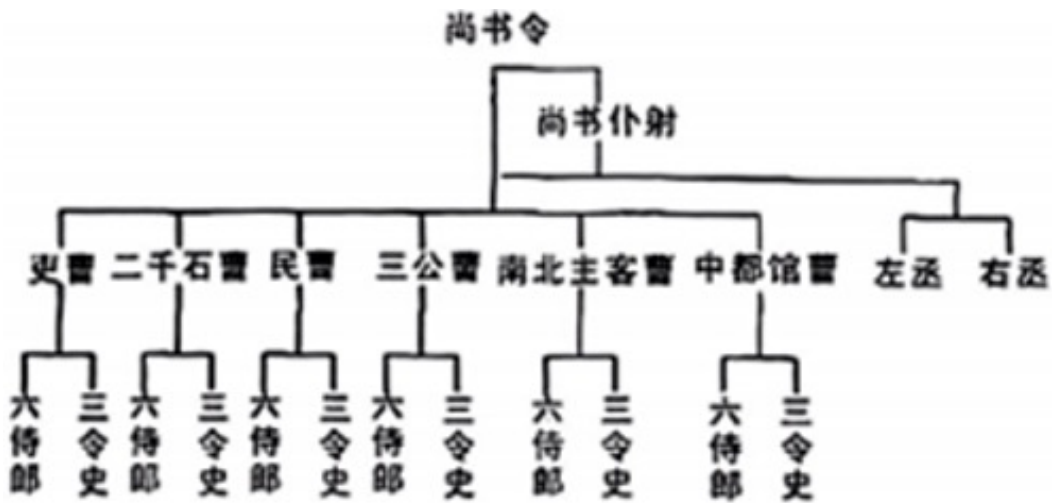 尚书令
尚书仆射
吏曹 二千石曹 民曹 三公曹 南北主客曹 中都馆曹 左丞 右丞
六侍郎 三令史 六侍郎 三令史 六侍郎 三令史 六侍郎 三令史 六侍郎 三令史 六侍郎 三令史